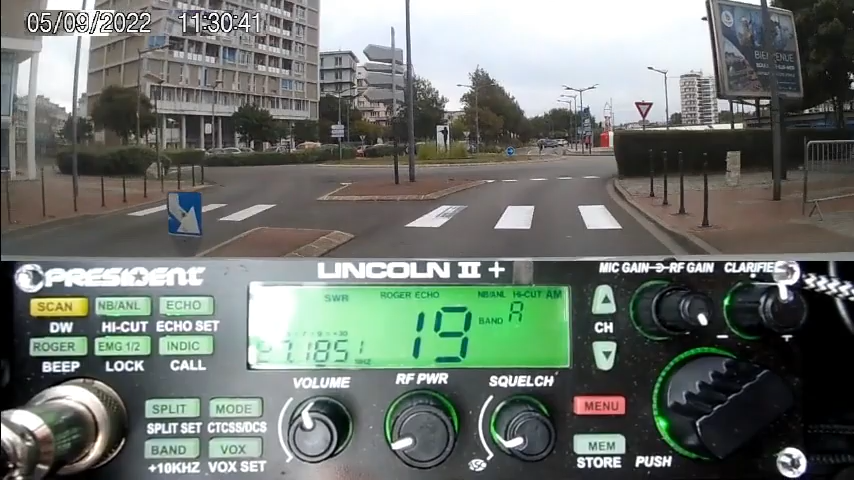 05/09/2022 11:30:41
BIENVENUE
PRESIDENT
LINCOLN II +
MIC GAIN RF GAIN CLARIFIER
SCAN NB/ANL ECHO
DW HI-CUT ECHO SET
ROGER EMG 1/2 INDIC
BEEP LOCK CALL
SWR ROGER ECHO NB/ANL HI-CUT AM
19 BAND A
27.185
MHZ
CH
VOLUME RF PWR SQUELCH
SPLIT MODE
SPLIT SET CTCSS/DCS
BAND VOX
+10KHZ VOX SET
MENU
MEM
STORE PUSH